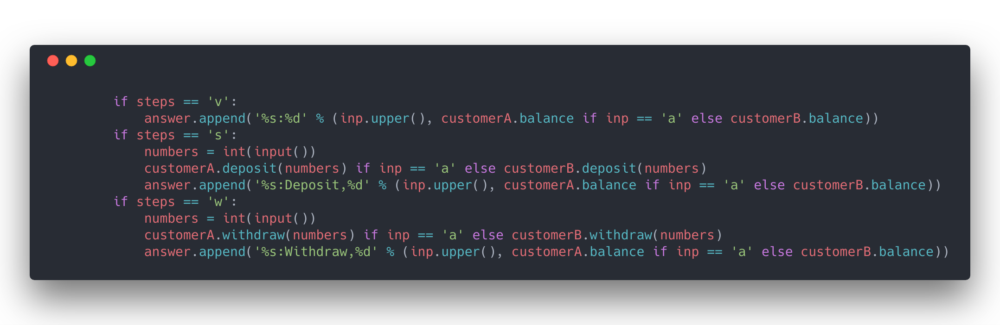 if steps == 'v':
    answer.append('%s:%d' % (inp.upper(), customerA.balance if inp == 'a' else customerB.balance))
if steps == 's':
    numbers = int(input())
    customerA.deposit(numbers) if inp == 'a' else customerB.deposit(numbers)
    answer.append('%s:Deposit,%d' % (inp.upper(), customerA.balance if inp == 'a' else customerB.balance))
if steps == 'w':
    numbers = int(input())
    customerA.withdraw(numbers) if inp == 'a' else customerB.withdraw(numbers)
    answer.append('%s:Withdraw,%d' % (inp.upper(), customerA.balance if inp == 'a' else customerB.balance))